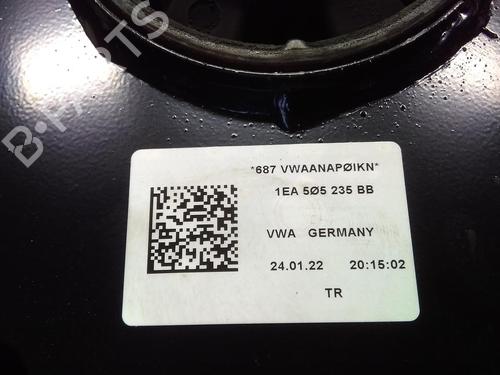 B-PARTS
*687 VWAANAPØIKN*
1EA 5Ø5 235 BB
VWA GERMANY
24.01.22 20:15:02
TR